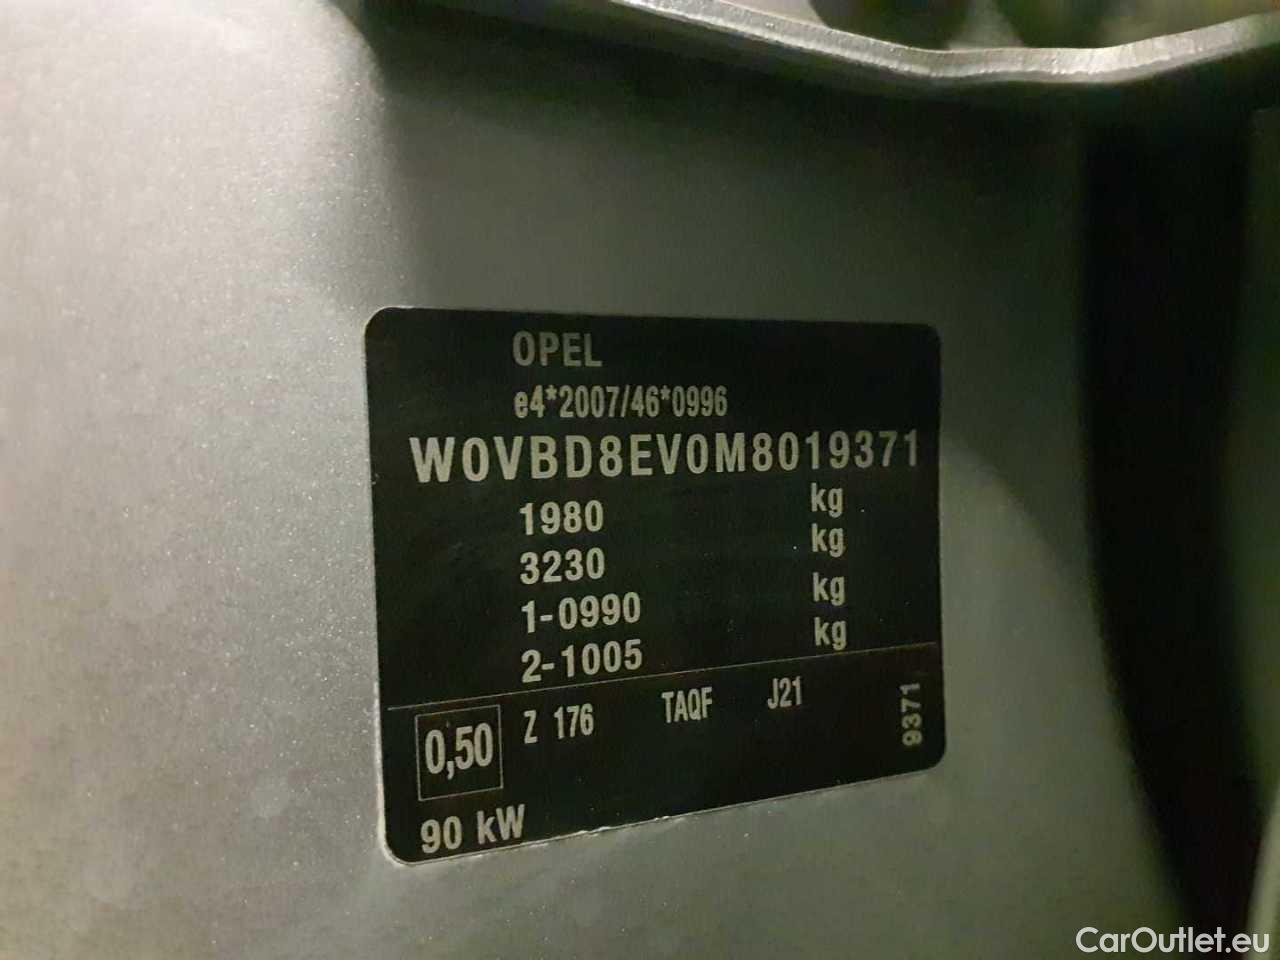 OPEL
e4*2007/46*0996
W0VBD8EV0M8019371
1980 kg
3230 kg
1-0990 kg
2-1005 kg
0,50 Z 176 TAQF J21 9371
90 kW
CarOutlet.eu